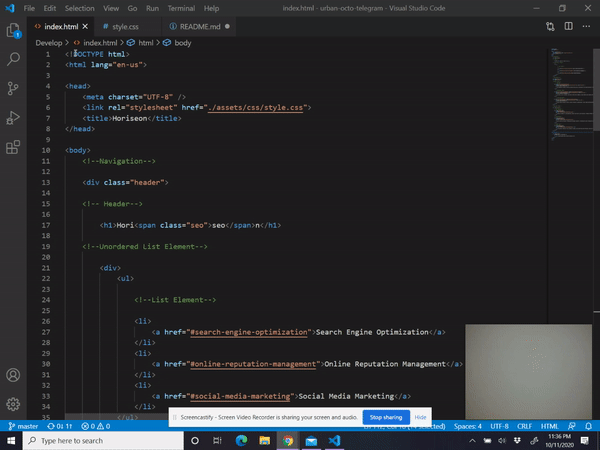 File Edit Selection View Go Run Terminal Help
index.html - urban-octo-telegram - Visual Studio Code
index.html
style.css
README.md
Develop > index.html > html > body
1 <!DOCTYPE html>
2 <html lang="en-us">
3
4 <head>
5 <meta charset="UTF-8" />
6 <link rel="stylesheet" href="./assets/css/style.css">
7 <title>Horiseon</title>
8 </head>
9
10 <body>
11 <!--Navigation-->
12
13 <div class="header">
14
15 <!-- Header-->
16
17 <h1>Hori<span class="seo">seo</span>n</h1>
18
19 <!--Unordered List Element-->
20
21 <div>
22 <ul>
23
24 <!--List Element-->
25
26 <li>
27 <a href="#search-engine-optimization">Search Engine Optimization</a>
28 </li>
29 <li>
30 <a href="#online-reputation-management">Online Reputation Management</a>
31 </li>
32 <li>
33 <a href="#social-media-marketing">Social Media Marketing</a>
34 </li>
35 </ul>
Screencastify - Screen Video Recorder is sharing your screen and audio.
Stop sharing
Hide
master 0↓ 1↑ 0 0
Spaces: 4 UTF-8 CRLF HTML
Type here to search
11:36 PM
10/11/2020